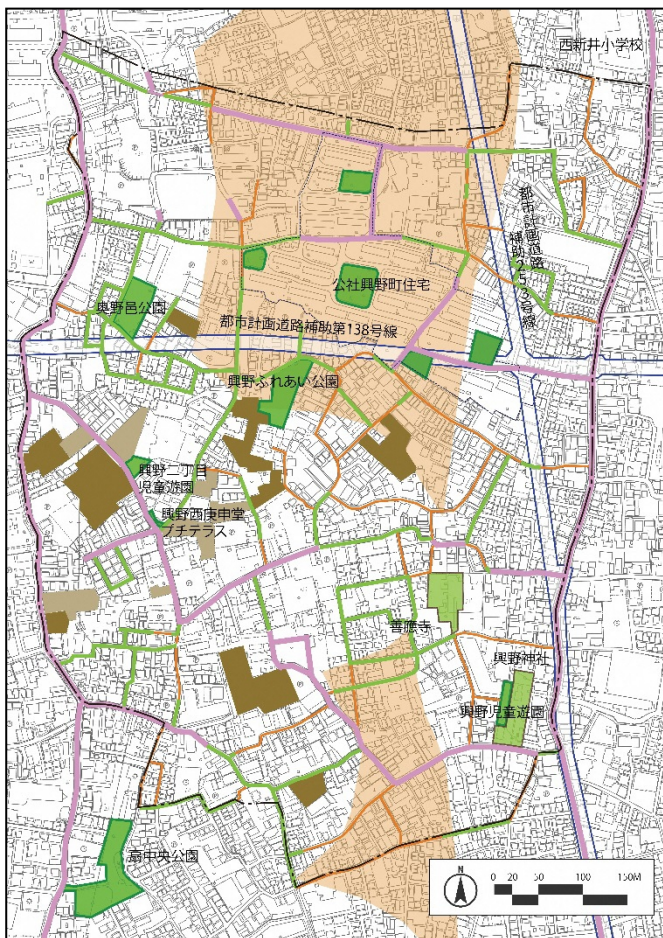 西新井小学校
都市計画道路
補助253号線
公社興野町住宅
興野邑公園
都市計画道路補助第138号線
興野ふれあい公園
興野二丁目
児童遊園
興野西庚申堂
プチテラス
善應寺
興野神社
興野児童遊園
扇中央公園
N
0 20 50 100 150M